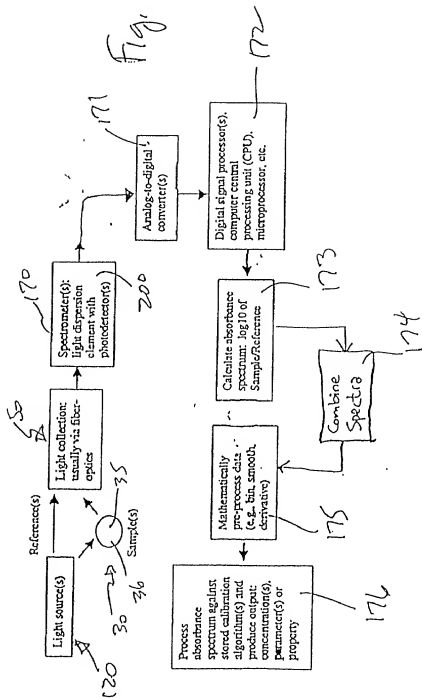 Fig.
Light source(s)
120
Reference(s)
Sample(s)
30
36
35
50
Light collection:
usually via fiber-
optics
170
Spectrometer(s):
light dispersion
element with
photodetector(s)
200
171
Analog-to-digital
converter(s)
172
Digital signal processor(s),
computer central
processing unit (CPU),
microprocessor, etc.
173
Calculate absorbance
spectrum: log10 of
Sample/Reference
174
Combine
Spectra
175
Mathematically
pre-process data
(e.g., bin, smooth,
derivative)
176
Process
absorbance
spectrum against
stored calibration
algorithm(s) and
produce output:
concentration(s),
parameter(s) or
property